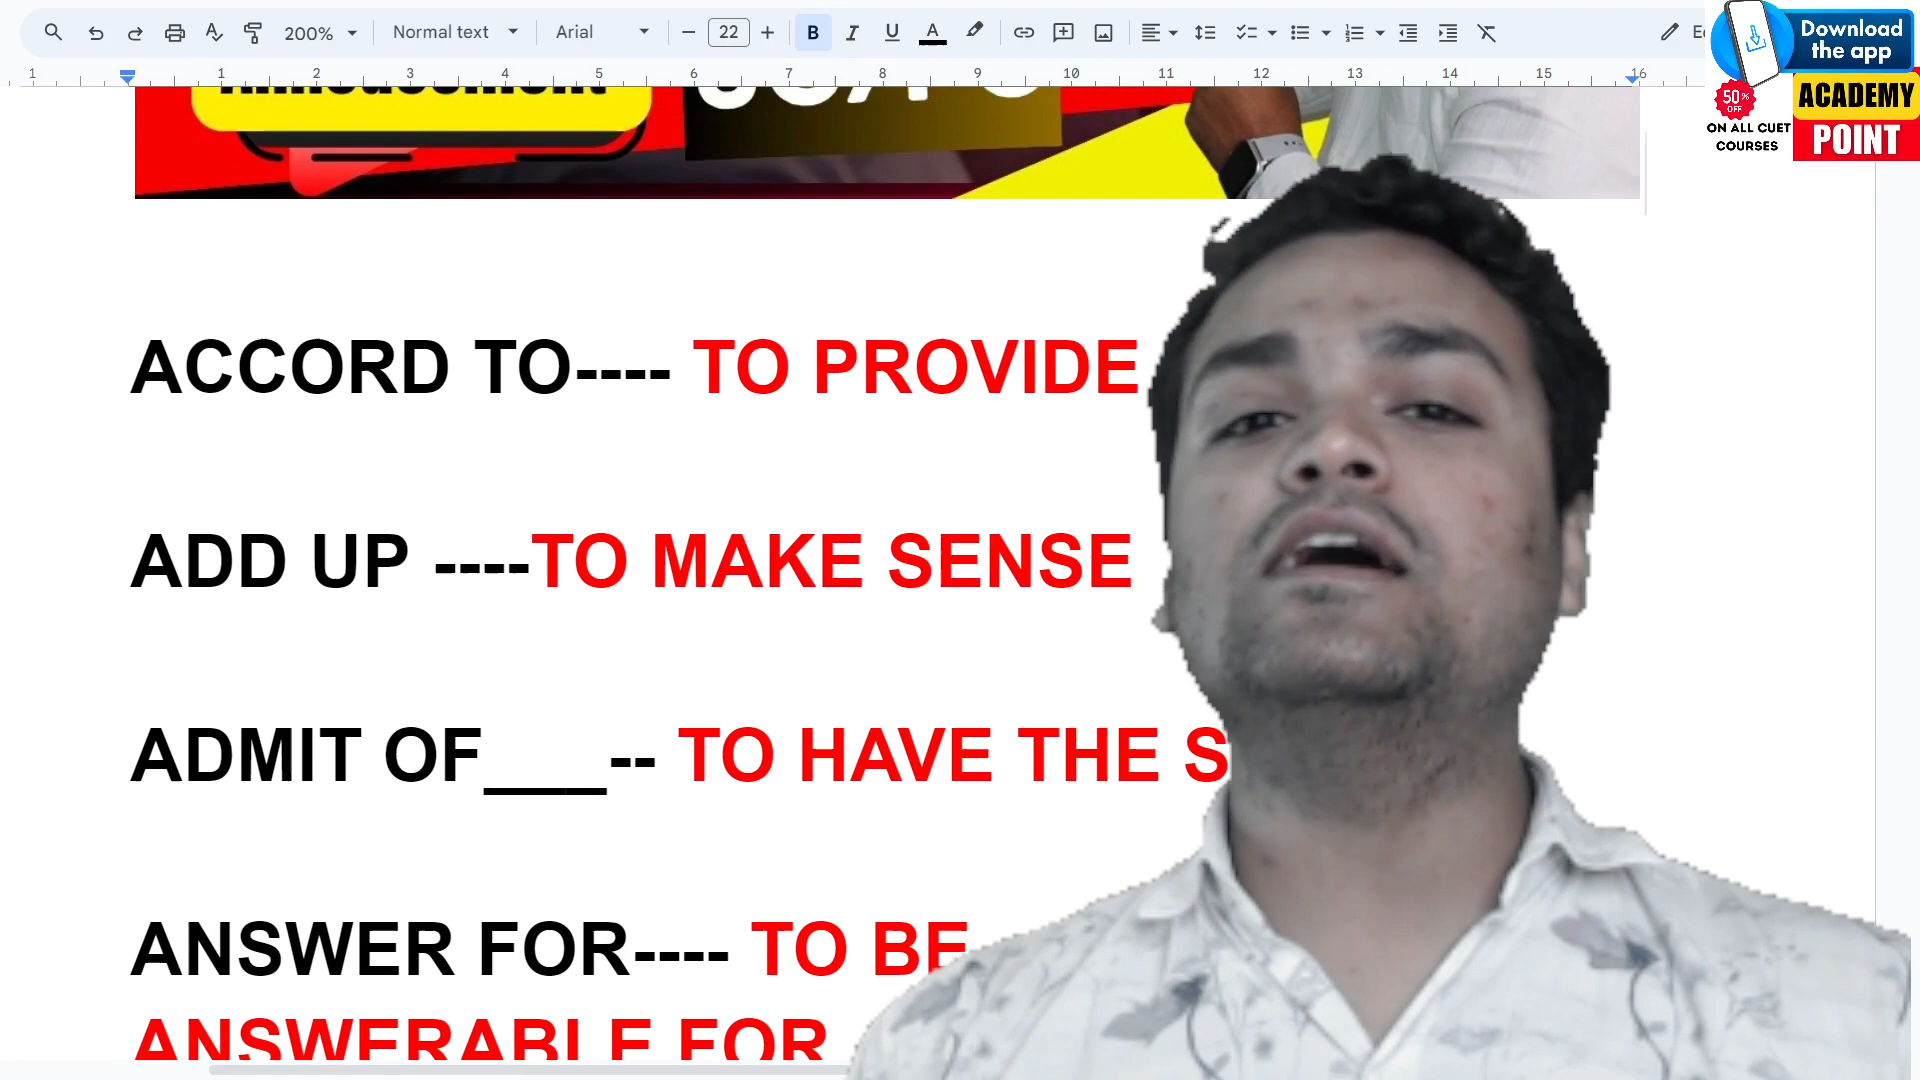 200% Normal text Arial 22
1 1 2 3 4 5 6 7 8 9 10 11 12 13 14 15 16
Download
the app
50%
OFF
ON ALL CUET
COURSES
ACADEMY
POINT
ACCORD TO---- TO PROVIDE
ADD UP ----TO MAKE SENSE
ADMIT OF___-- TO HAVE THE S
ANSWER FOR---- TO BE
ANSWERABLE FOR